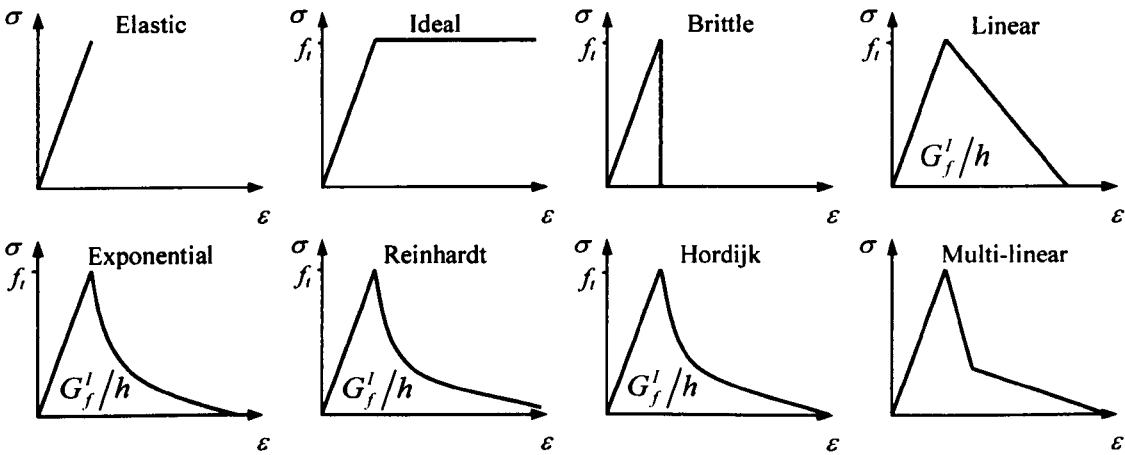 σ Elastic
f_t
ε
σ Ideal
f_t
ε
σ Brittle
f_t
ε
σ Linear
f_t
G_f^I/h
ε
σ Exponential
f_t
G_f^I/h
ε
σ Reinhardt
f_t
G_f^I/h
ε
σ Hordijk
f_t
G_f^I/h
ε
σ Multi-linear
ε